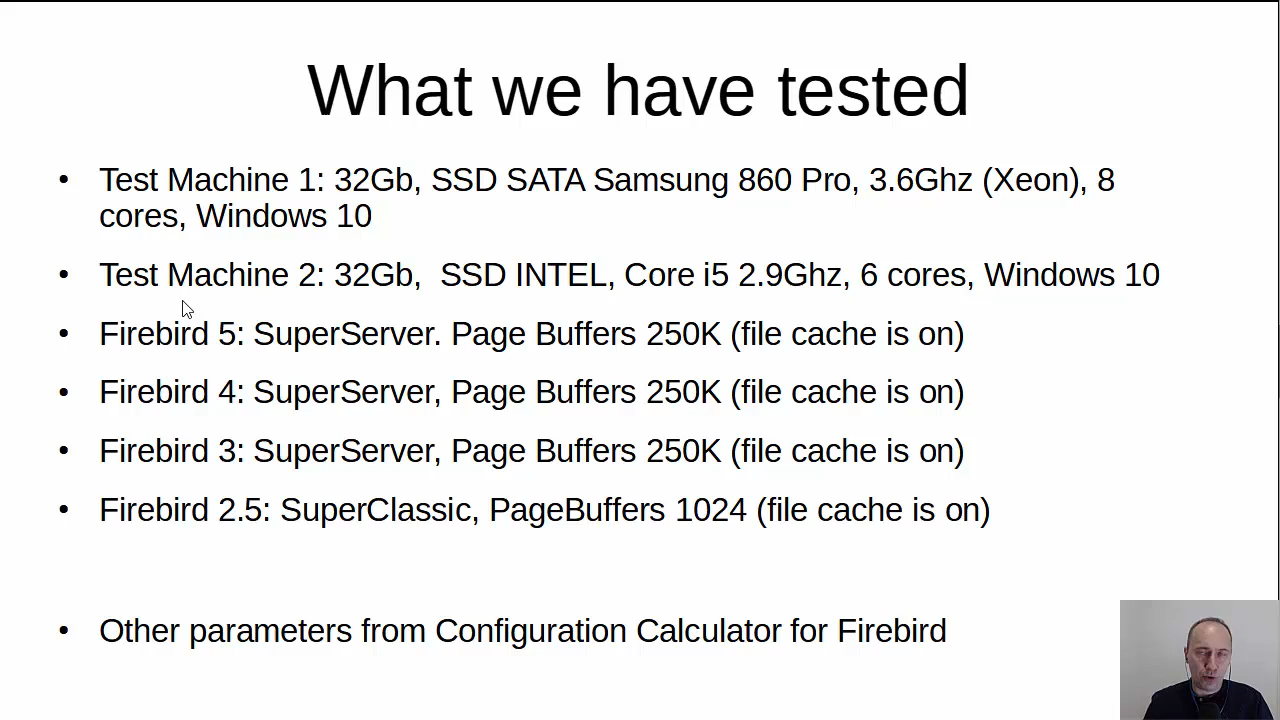 What we have tested
• Test Machine 1: 32Gb, SSD SATA Samsung 860 Pro, 3.6Ghz (Xeon), 8
cores, Windows 10
• Test Machine 2: 32Gb,  SSD INTEL, Core i5 2.9Ghz, 6 cores, Windows 10
• Firebird 5: SuperServer. Page Buffers 250K (file cache is on)
• Firebird 4: SuperServer, Page Buffers 250K (file cache is on)
• Firebird 3: SuperServer, Page Buffers 250K (file cache is on)
• Firebird 2.5: SuperClassic, PageBuffers 1024 (file cache is on)
• Other parameters from Configuration Calculator for Firebird